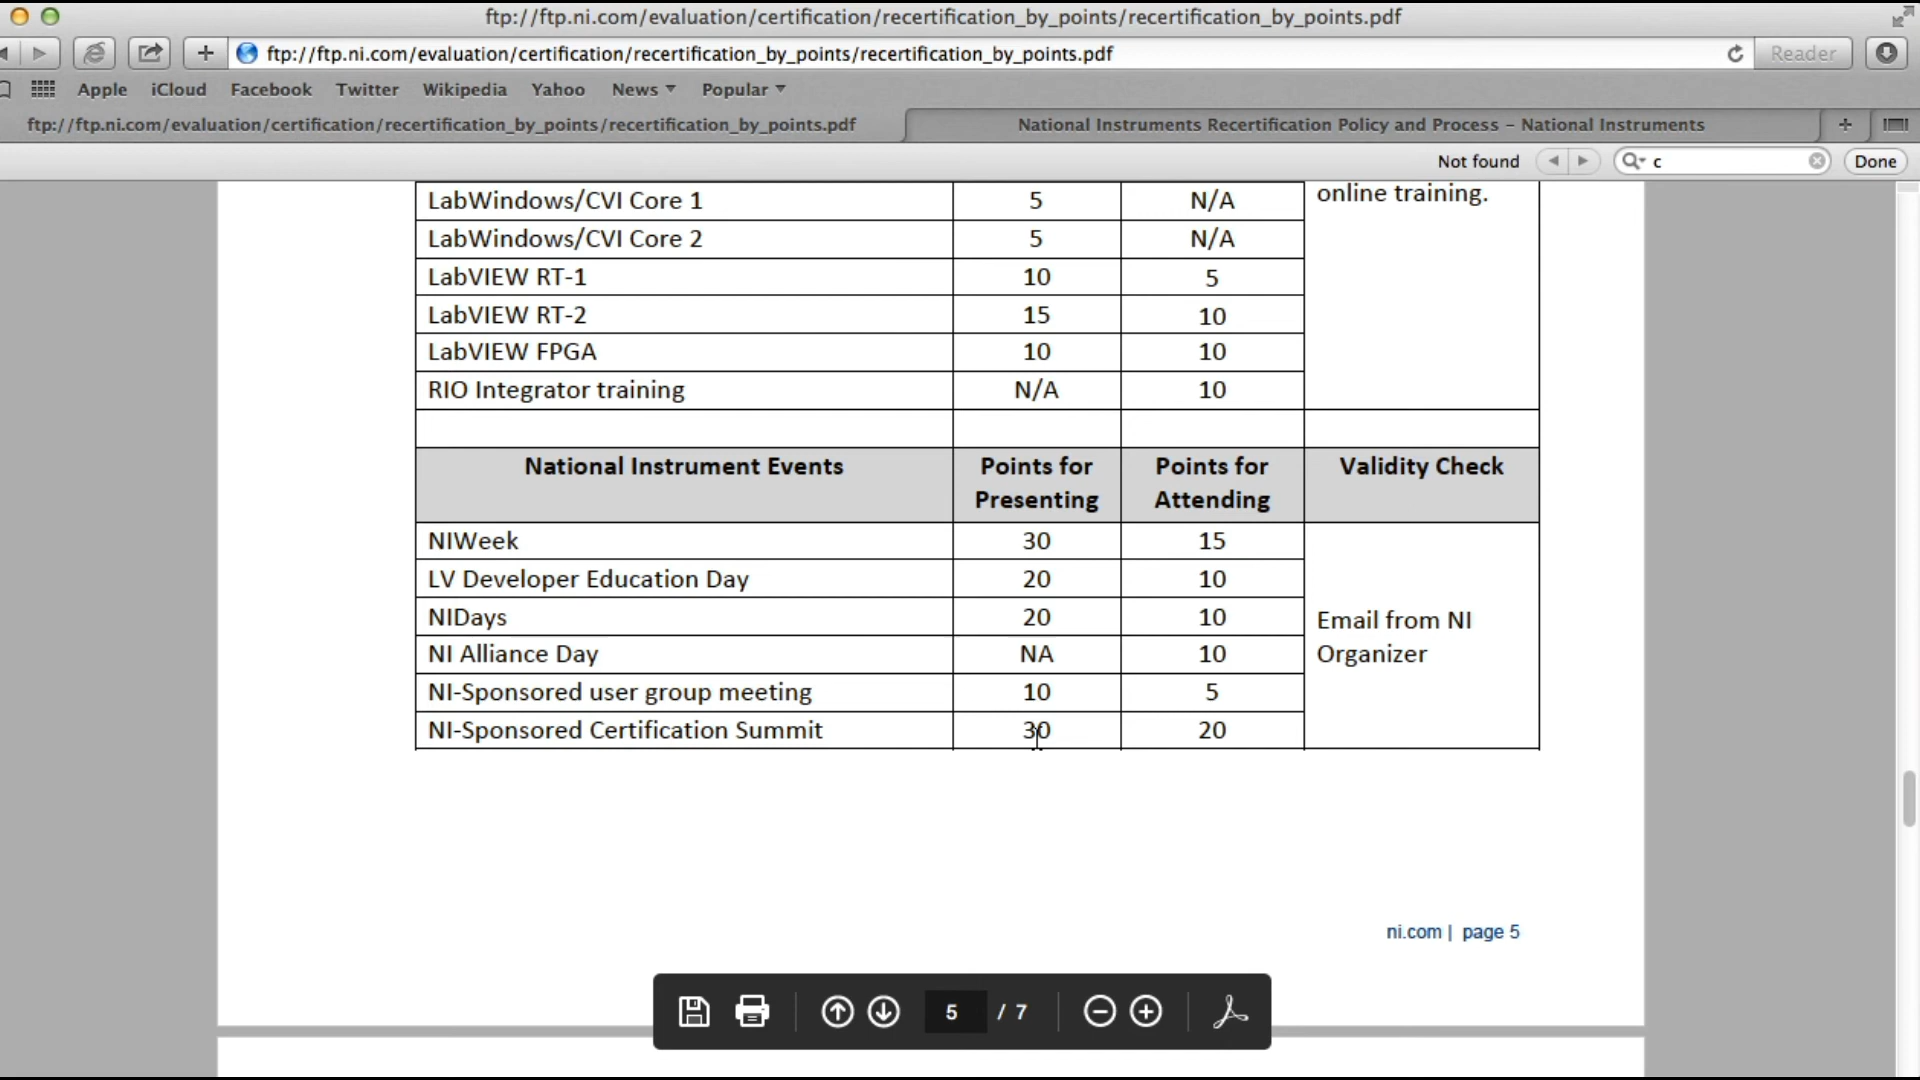 ftp://ftp.ni.com/evaluation/certification/recertification_by_points/recertification_by_points.pdf
ftp://ftp.ni.com/evaluation/certification/recertification_by_points/recertification_by_points.pdf Reader
Apple iCloud Facebook Twitter Wikipedia Yahoo News Popular
ftp://ftp.ni.com/evaluation/certification/recertification_by_points/recertification_by_points.pdf National Instruments Recertification Policy and Process – National Instruments
Not found c Done
online training.
LabWindows/CVI Core 1 5 N/A
LabWindows/CVI Core 2 5 N/A
LabVIEW RT-1 10 5
LabVIEW RT-2 15 10
LabVIEW FPGA 10 10
RIO Integrator training N/A 10
National Instrument Events Points for Presenting Points for Attending Validity Check
NIWeek 30 15
LV Developer Education Day 20 10
NIDays 20 10
Email from NI Organizer
NI Alliance Day NA 10
NI-Sponsored user group meeting 10 5
NI-Sponsored Certification Summit 30 20
ni.com | page 5
5 / 7